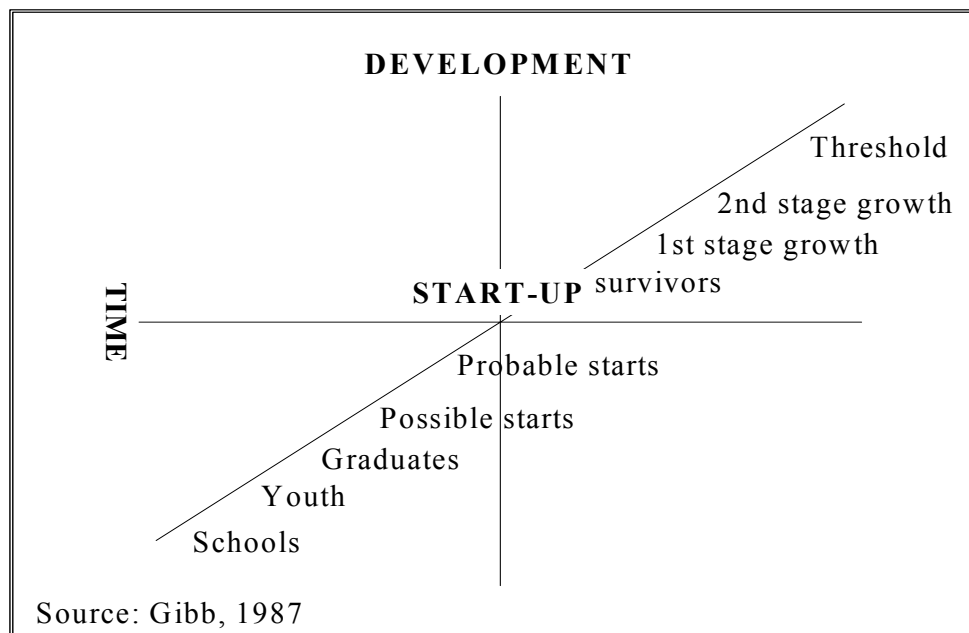 DEVELOPMENT
Threshold
2nd stage growth
1st stage growth
survivors
START-UP
TIME
Probable starts
Possible starts
Graduates
Youth
Schools
Source: Gibb, 1987